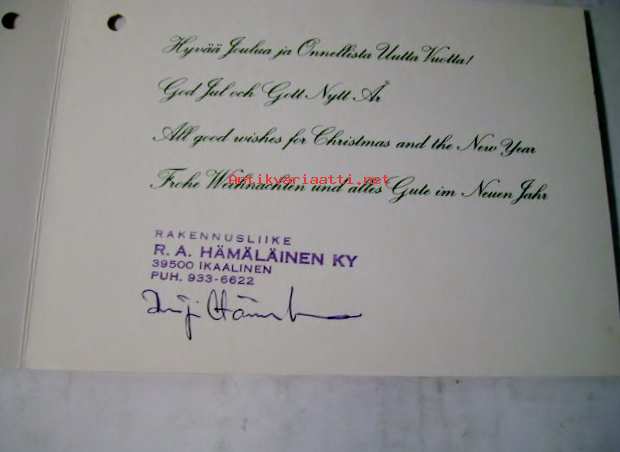 Hyvää Joulua ja Onnellista Uutta Vuotta!
God Jul och Gott Nytt År
All good wishes for Christmas and the New Year
Antikvariaatti.net
Frohe Weihnachten und alles Gute im Neuen Jahr
RAKENNUSLIIKE
R. A. HÄMÄLÄINEN KY
39500 IKAALINEN
PUH. 933-6622